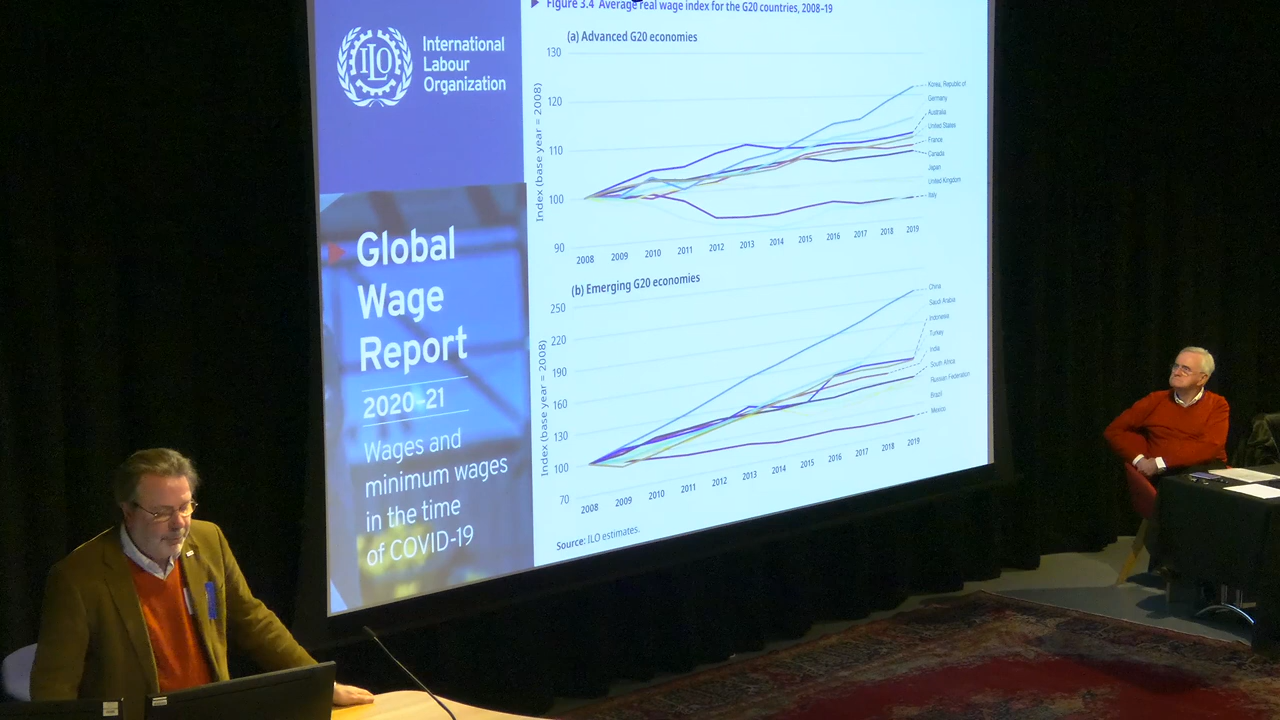 ILO
International
Labour
Organization
Global
Wage
Report
2020–21
Wages and
minimum wages
in the time
of COVID-19
Figure 3.4 Average real wage index for the G20 countries, 2008–19
(a) Advanced G20 economies
Index (base year = 2008)
130
120
110
100
90
2008 2009 2010 2011 2012 2013 2014 2015 2016 2017 2018 2019
Korea, Republic of
Germany
Australia
United States
France
Canada
Japan
United Kingdom
Italy
(b) Emerging G20 economies
Index (base year = 2008)
250
220
190
160
130
100
70
2008 2009 2010 2011 2012 2013 2014 2015 2016 2017 2018 2019
China
Saudi Arabia
Indonesia
Turkey
India
South Africa
Russian Federation
Brazil
Mexico
Source: ILO estimates.